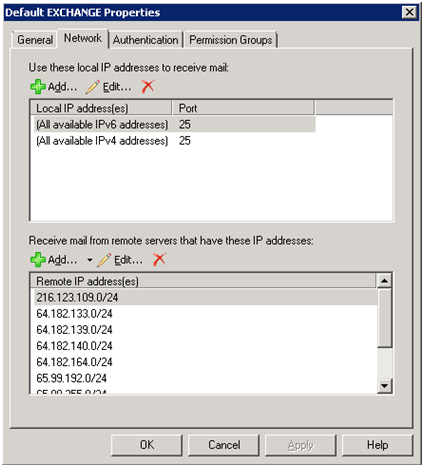 Default EXCHANGE Properties
General Network Authentication Permission Groups
Use these local IP addresses to receive mail:
Add... Edit...
Local IP address(es) Port
(All available IPv6 addresses) 25
(All available IPv4 addresses) 25
Receive mail from remote servers that have these IP addresses:
Add... Edit...
Remote IP address(es)
216.123.109.0/24
64.182.133.0/24
64.182.139.0/24
64.182.140.0/24
64.182.164.0/24
65.99.192.0/24
OK Cancel Apply Help